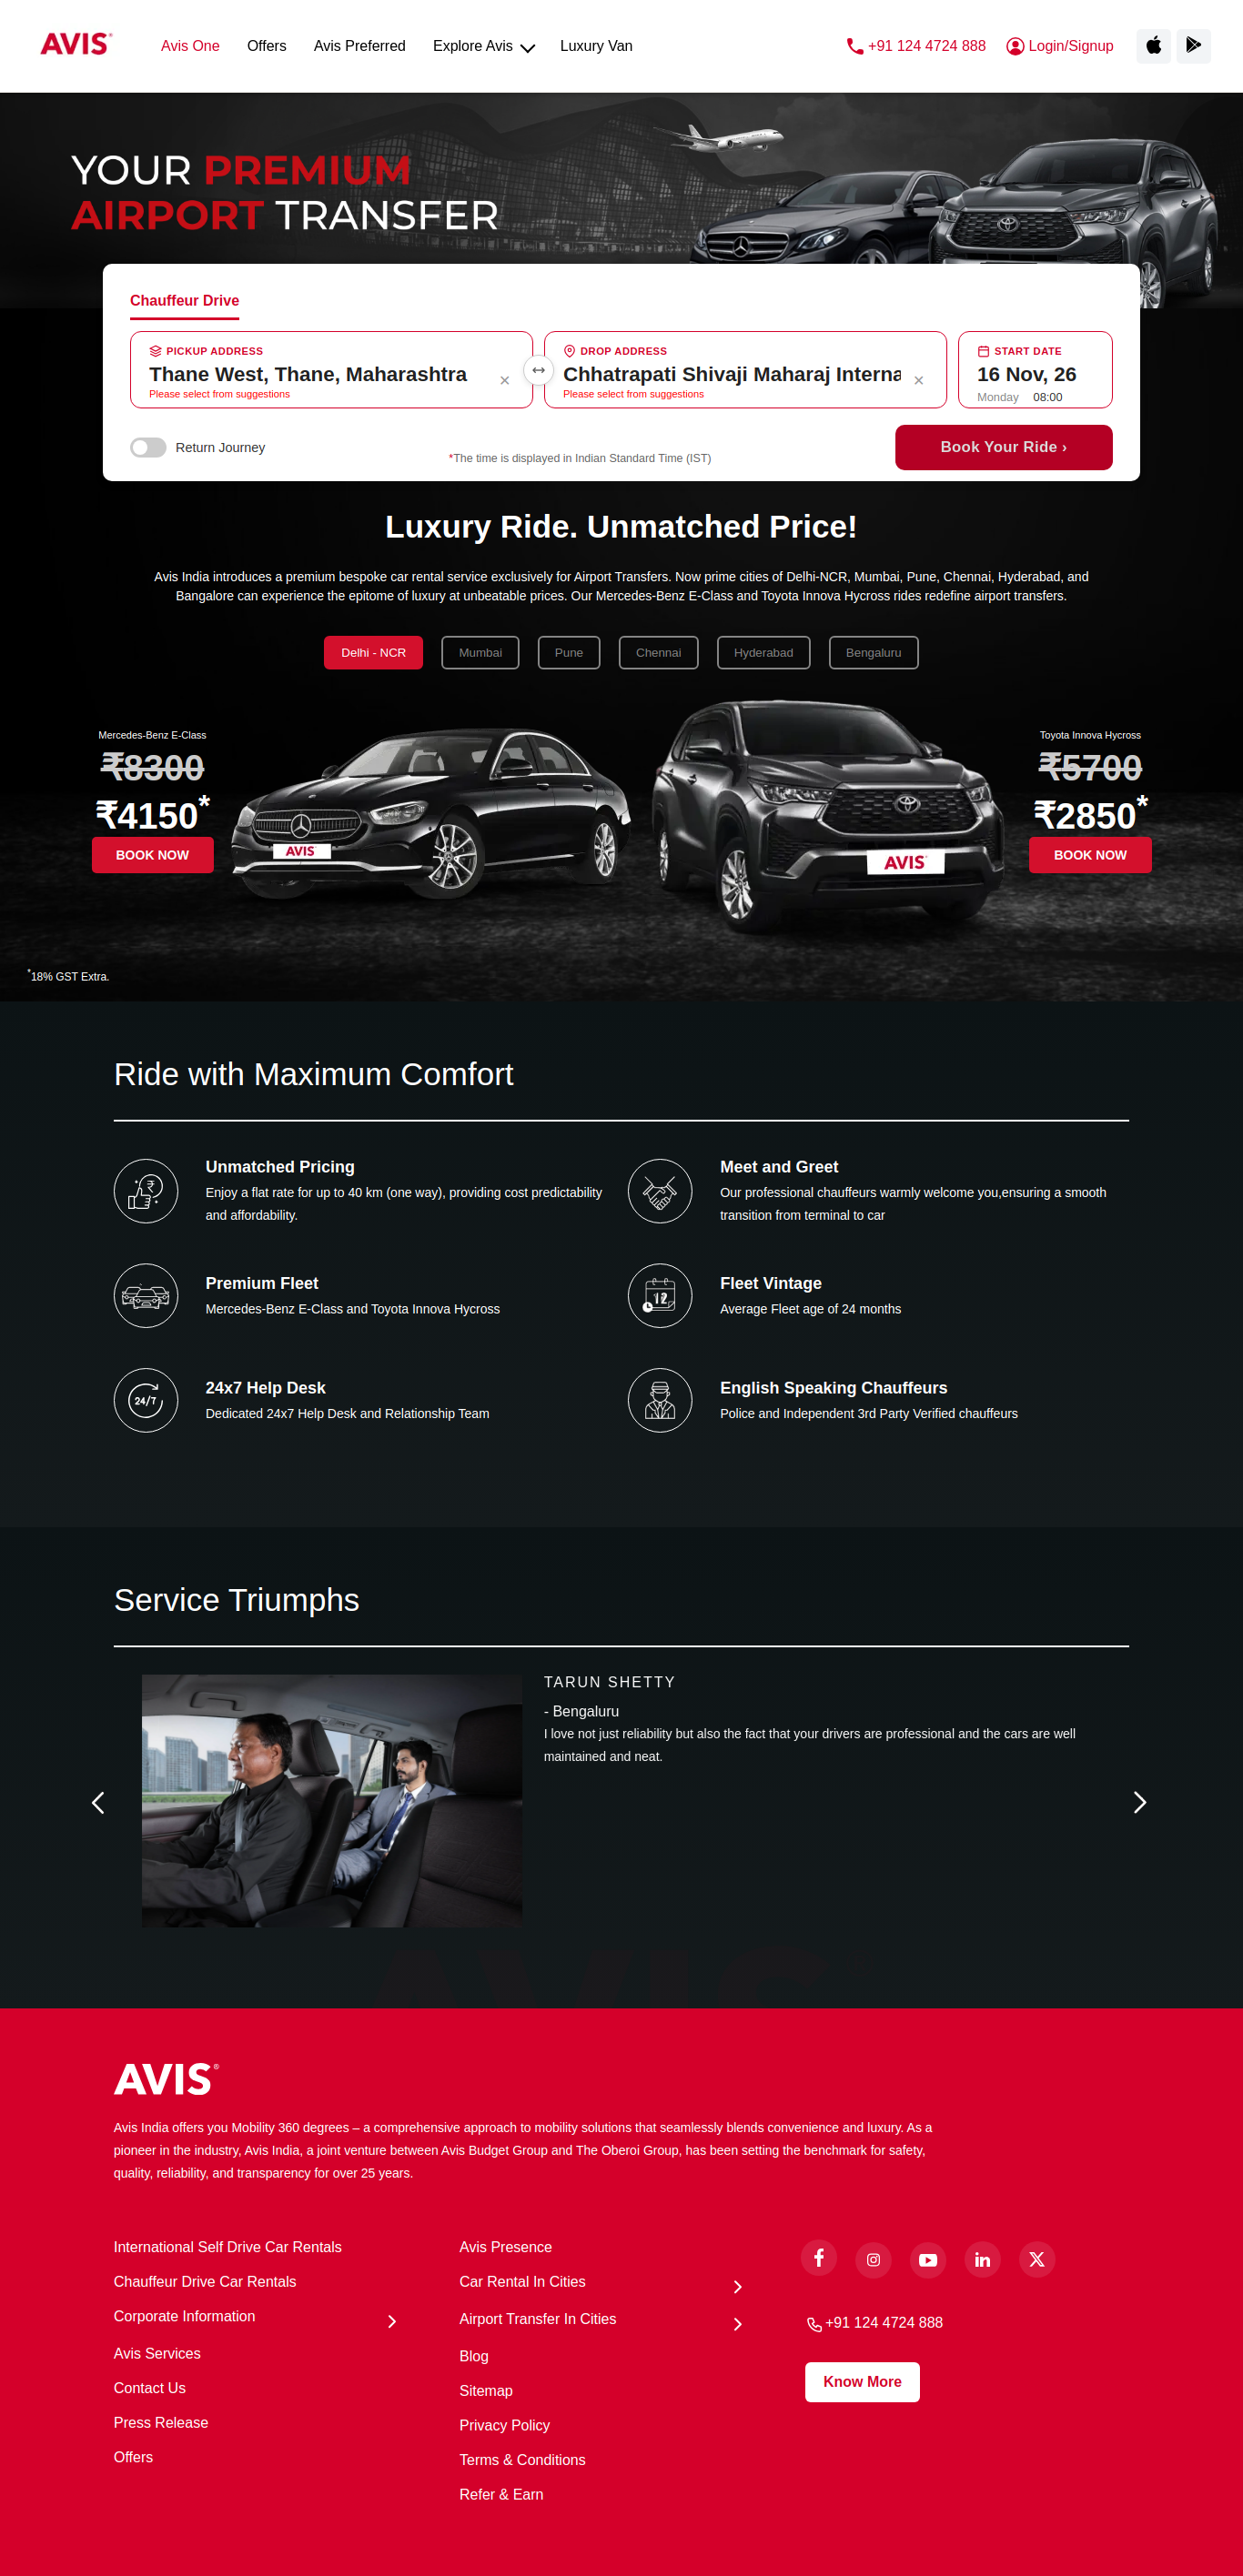 AVIS
Avis One
Offers
Avis Preferred
Explore Avis
Luxury Van
+91 124 4724 888
Login/Signup
YOUR PREMIUM
AIRPORT TRANSFER
Chauffeur Drive
PICKUP ADDRESS
Thane West, Thane, Maharashtra
Please select from suggestions
DROP ADDRESS
Chhatrapati Shivaji Maharaj Interna
Please select from suggestions
START DATE
16 Nov, 26
Monday 08:00
Return Journey
*The time is displayed in Indian Standard Time (IST)
Book Your Ride ›
Luxury Ride. Unmatched Price!
Avis India introduces a premium bespoke car rental service exclusively for Airport Transfers. Now prime cities of Delhi-NCR, Mumbai, Pune, Chennai, Hyderabad, and
Bangalore can experience the epitome of luxury at unbeatable prices. Our Mercedes-Benz E-Class and Toyota Innova Hycross rides redefine airport transfers.
Delhi - NCR
Mumbai
Pune
Chennai
Hyderabad
Bengaluru
Mercedes-Benz E-Class
₹8300
₹4150*
BOOK NOW
AVIS
AVIS
Toyota Innova Hycross
₹5700
₹2850*
BOOK NOW
*18% GST Extra.
Ride with Maximum Comfort
Unmatched Pricing
Enjoy a flat rate for up to 40 km (one way), providing cost predictability
and affordability.
Meet and Greet
Our professional chauffeurs warmly welcome you,ensuring a smooth
transition from terminal to car
Premium Fleet
Mercedes-Benz E-Class and Toyota Innova Hycross
12
Fleet Vintage
Average Fleet age of 24 months
24/7
24x7 Help Desk
Dedicated 24x7 Help Desk and Relationship Team
English Speaking Chauffeurs
Police and Independent 3rd Party Verified chauffeurs
Service Triumphs
TARUN SHETTY
- Bengaluru
I love not just reliability but also the fact that your drivers are professional and the cars are well
maintained and neat.
AVIS®
Avis India offers you Mobility 360 degrees – a comprehensive approach to mobility solutions that seamlessly blends convenience and luxury. As a
pioneer in the industry, Avis India, a joint venture between Avis Budget Group and The Oberoi Group, has been setting the benchmark for safety,
quality, reliability, and transparency for over 25 years.
International Self Drive Car Rentals
Chauffeur Drive Car Rentals
Corporate Information
Avis Services
Contact Us
Press Release
Offers
Avis Presence
Car Rental In Cities
Airport Transfer In Cities
Blog
Sitemap
Privacy Policy
Terms & Conditions
Refer & Earn
+91 124 4724 888
Know More